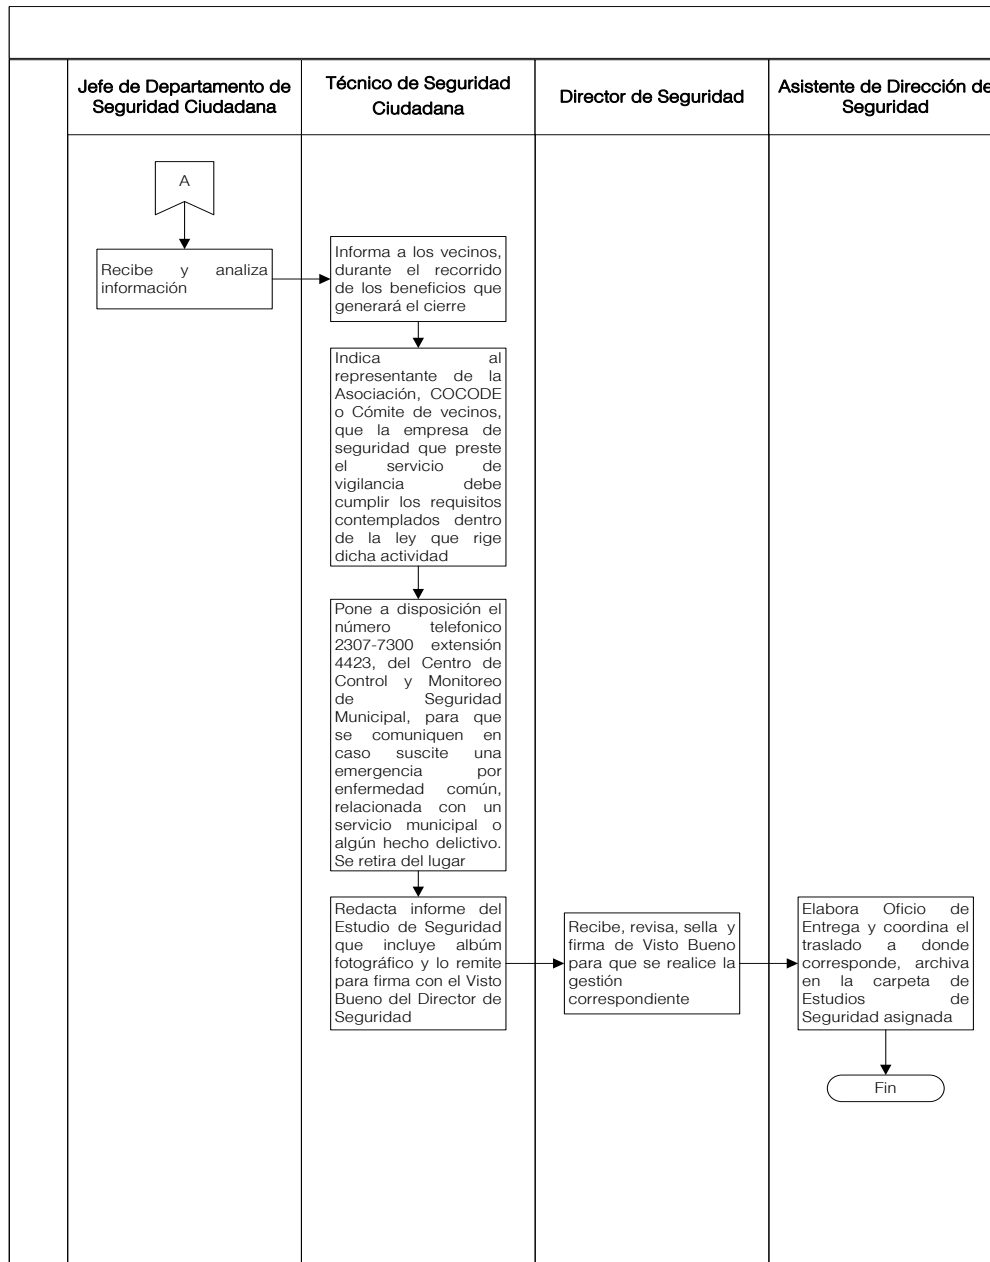 Jefe de Departamento de
Seguridad Ciudadana
Técnico de Seguridad
Ciudadana
Director de Seguridad
Asistente de Dirección de
Seguridad
A
Recibe y analiza
información
Informa a los vecinos,
durante el recorrido
de los beneficios que
generará el cierre
Indica al
representante de la
Asociación, COCODE
o Cómite de vecinos,
que la empresa de
seguridad que preste
el servicio de
vigilancia debe
cumplir los requisitos
contemplados dentro
de la ley que rige
dicha actividad
Pone a disposición el
número telefonico
2307-7300 extensión
4423, del Centro de
Control y Monitoreo
de Seguridad
Municipal, para que
se comuniquen en
caso suscite una
emergencia por
enfermedad común,
relacionada con un
servicio municipal o
algún hecho delictivo.
Se retira del lugar
Redacta informe del
Estudio de Seguridad
que incluye albúm
fotográfico y lo remite
para firma con el Visto
Bueno del Director de
Seguridad
Recibe, revisa, sella y
firma de Visto Bueno
para que se realice la
gestión
correspondiente
Elabora Oficio de
Entrega y coordina el
traslado a donde
corresponde, archiva
en la carpeta de
Estudios de
Seguridad asignada
Fin